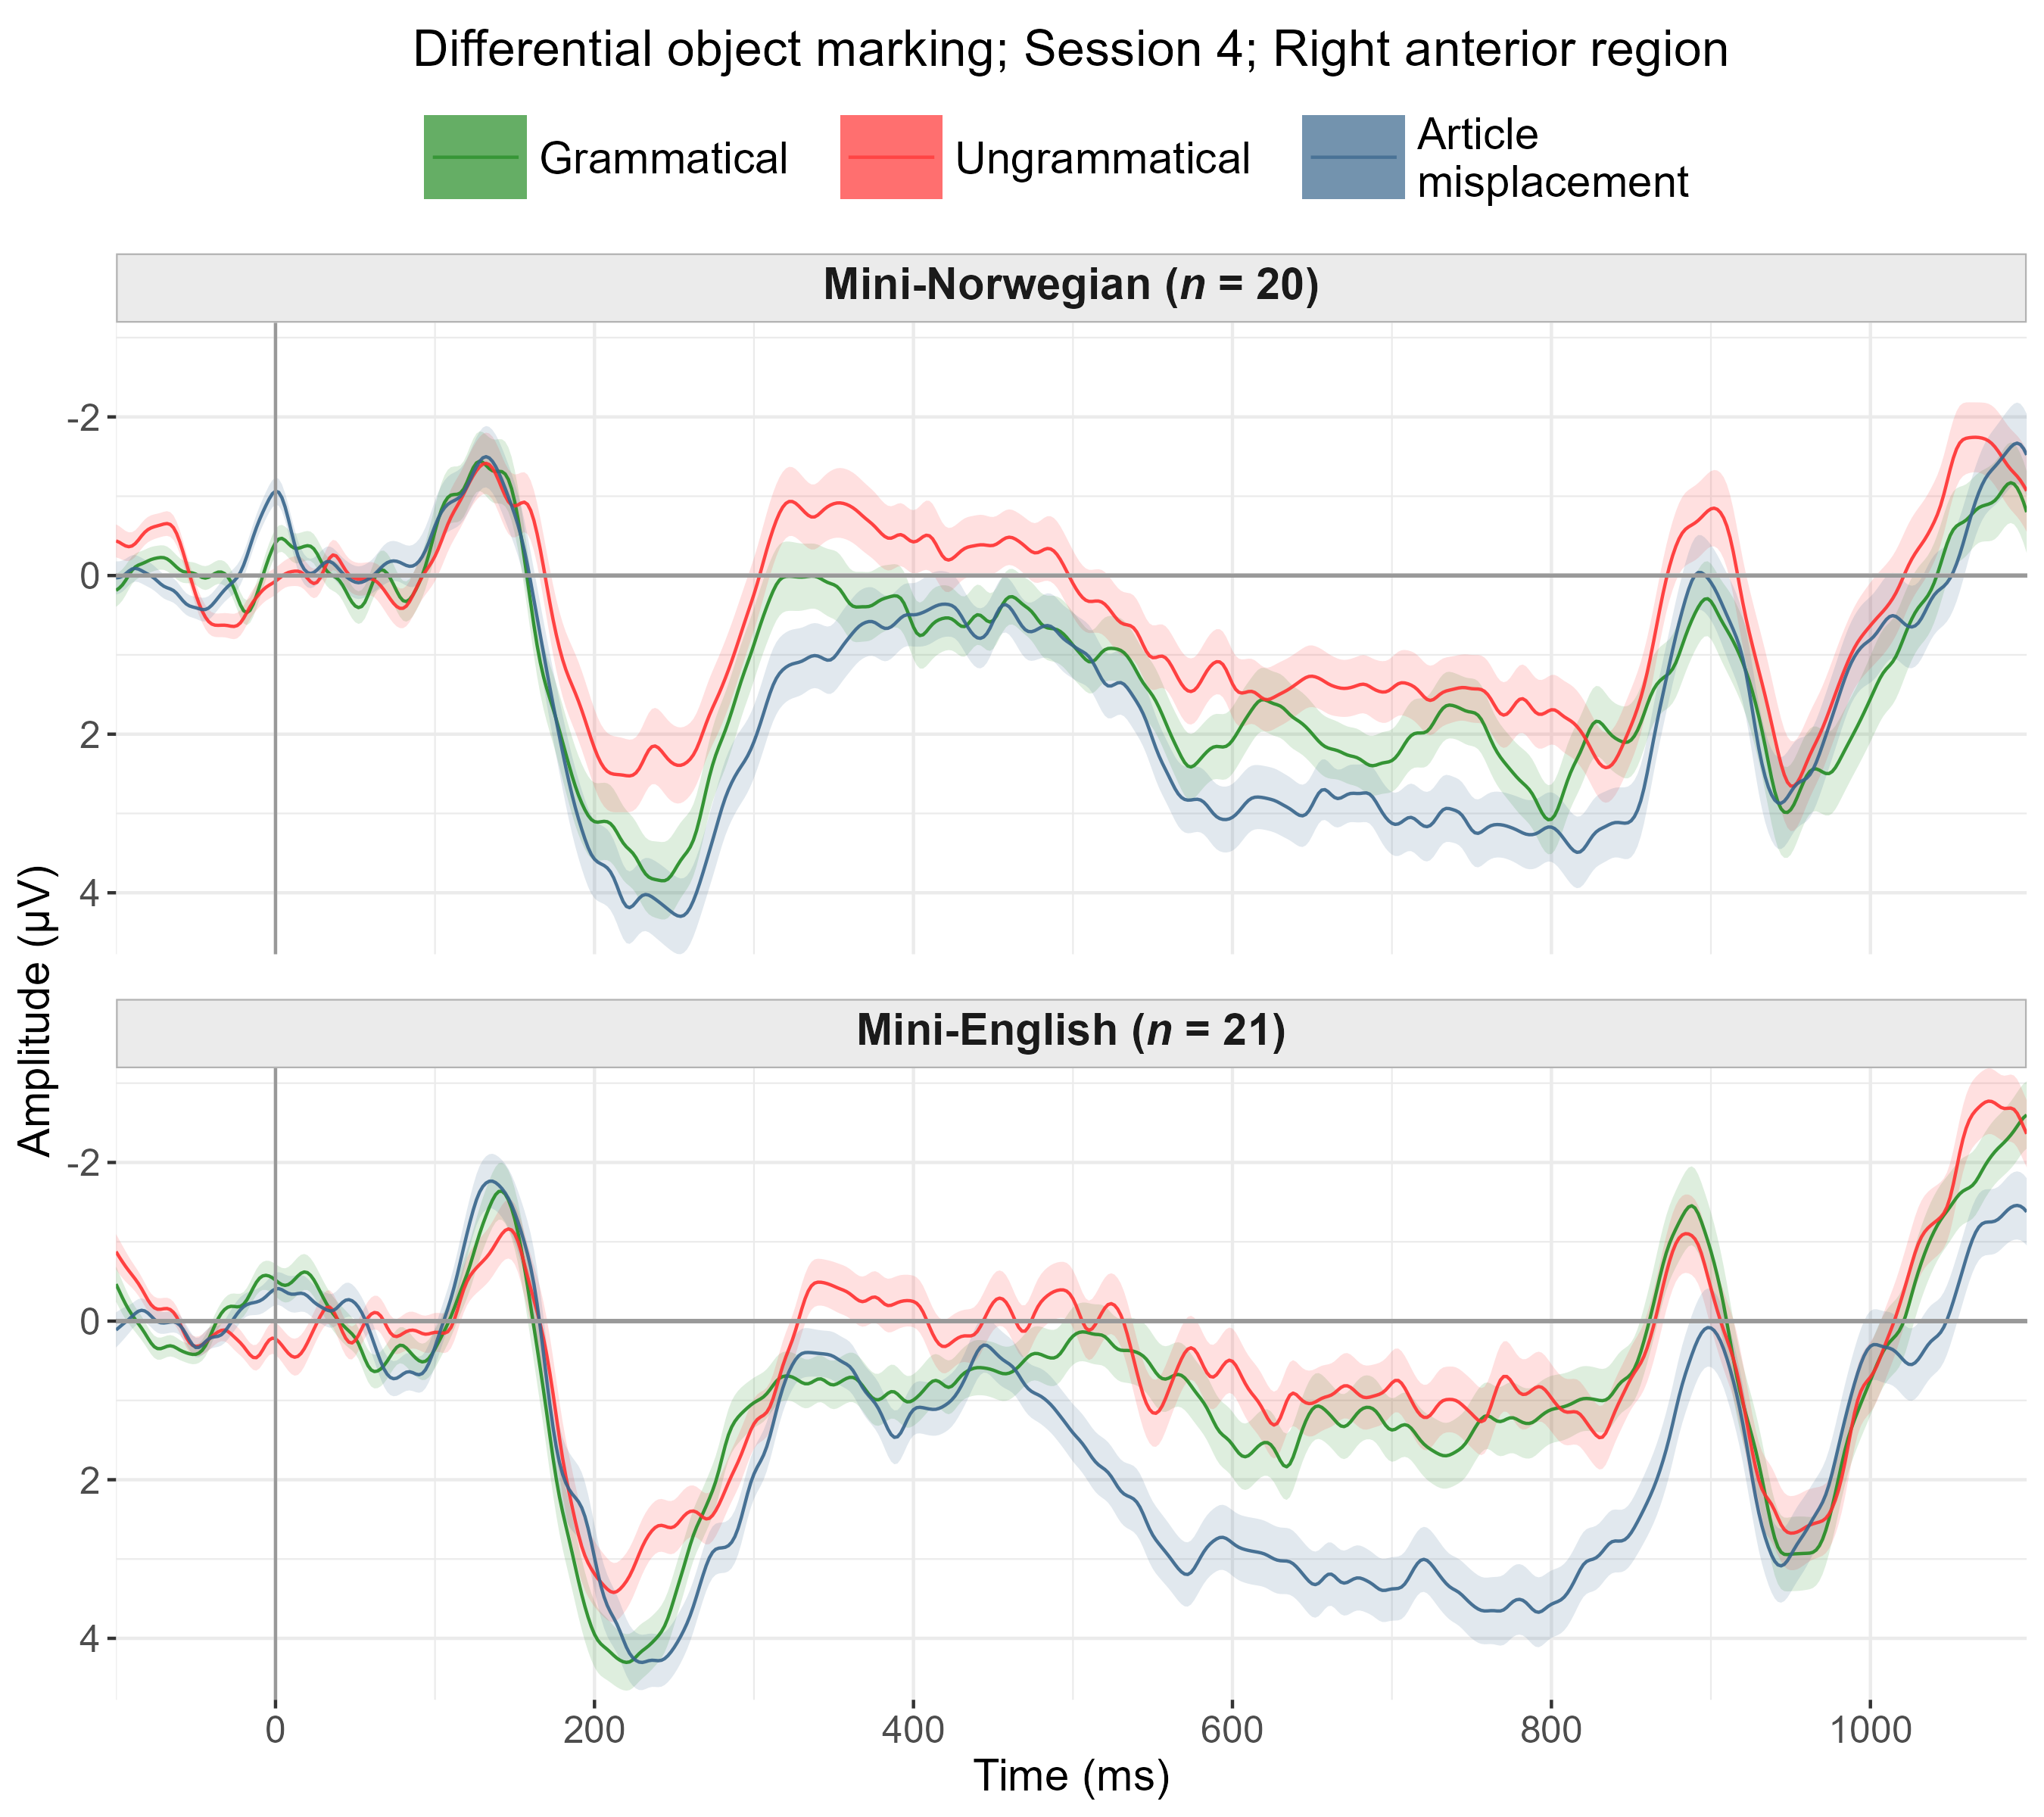 Differential object marking; Session 4; Right anterior region
Grammatical
Ungrammatical
Article
misplacement
Mini-Norwegian (n = 20)
-2
0
2
4
Amplitude (µV)
Mini-English (n = 21)
-2
0
2
4
0 200 400 600 800 1000
Time (ms)